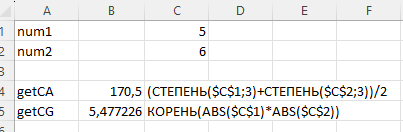 A B C D E F
1 num1 5
2 num2 6
3
4 getCA 170,5 (СТЕПЕНЬ($C$1;3)+СТЕПЕНЬ($C$2;3))/2
5 getCG 5,477226 КОРЕНЬ(ABS($C$1)*ABS($C$2))